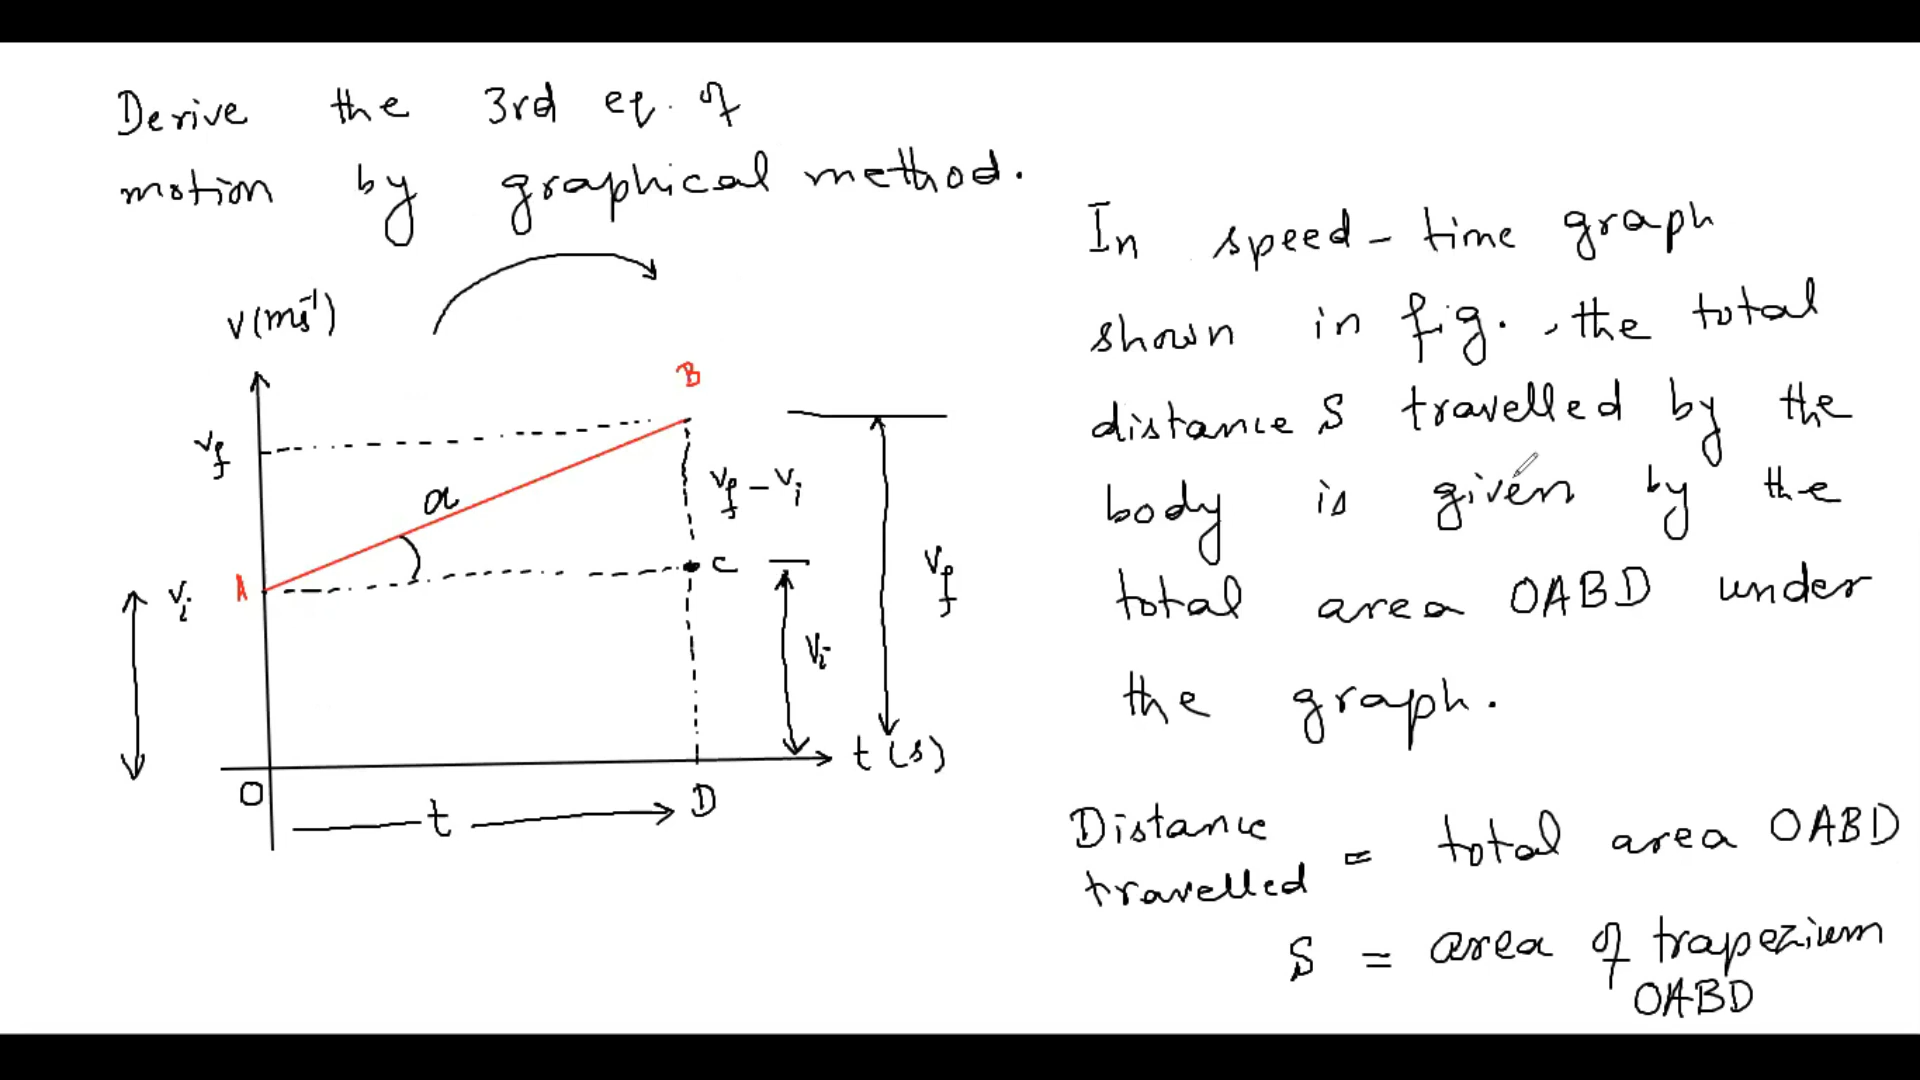 Derive the 3rd eq. of
motion by graphical method.
v(ms⁻¹)
B
vf
a
vf - vi
A
vi
C
vi
vf
t(s)
O
t
D
In speed-time graph
shown in fig., the total
distance S travelled by the
body is given by the
total area OABD under
the graph.
Distance
travelled = total area OABD
S = area of trapezium
OABD